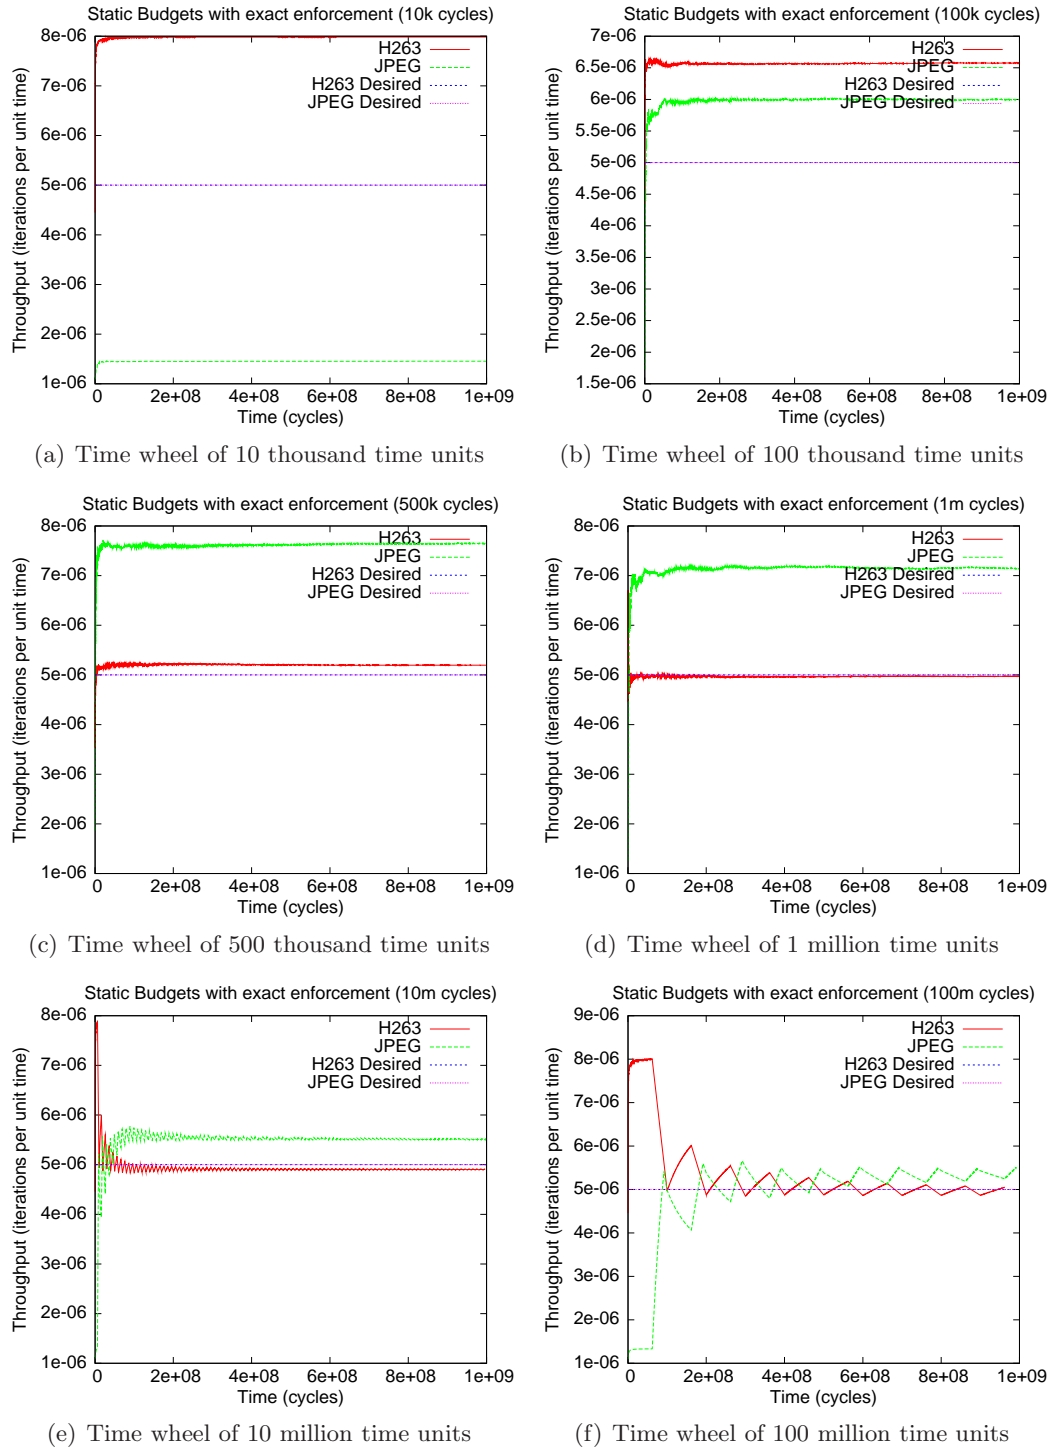 Static Budgets with exact enforcement (10k cycles)
8e-06
7e-06
6e-06
5e-06
4e-06
3e-06
2e-06
1e-06
Throughput (iterations per unit time)
H263
JPEG
H263 Desired
JPEG Desired
0 2e+08 4e+08 6e+08 8e+08 1e+09
Time (cycles)
(a) Time wheel of 10 thousand time units
Static Budgets with exact enforcement (100k cycles)
7e-06
6.5e-06
6e-06
5.5e-06
5e-06
4.5e-06
4e-06
3.5e-06
3e-06
2.5e-06
2e-06
1.5e-06
Throughput (iterations per unit time)
H263
JPEG
H263 Desired
JPEG Desired
0 2e+08 4e+08 6e+08 8e+08 1e+09
Time (cycles)
(b) Time wheel of 100 thousand time units
Static Budgets with exact enforcement (500k cycles)
8e-06
7e-06
6e-06
5e-06
4e-06
3e-06
2e-06
1e-06
Throughput (iterations per unit time)
H263
JPEG
H263 Desired
JPEG Desired
0 2e+08 4e+08 6e+08 8e+08 1e+09
Time (cycles)
(c) Time wheel of 500 thousand time units
Static Budgets with exact enforcement (1m cycles)
8e-06
7e-06
6e-06
5e-06
4e-06
3e-06
2e-06
1e-06
Throughput (iterations per unit time)
H263
JPEG
H263 Desired
JPEG Desired
0 2e+08 4e+08 6e+08 8e+08 1e+09
Time (cycles)
(d) Time wheel of 1 million time units
Static Budgets with exact enforcement (10m cycles)
8e-06
7e-06
6e-06
5e-06
4e-06
3e-06
2e-06
1e-06
Throughput (iterations per unit time)
H263
JPEG
H263 Desired
JPEG Desired
0 2e+08 4e+08 6e+08 8e+08 1e+09
Time (cycles)
(e) Time wheel of 10 million time units
Static Budgets with exact enforcement (100m cycles)
9e-06
8e-06
7e-06
6e-06
5e-06
4e-06
3e-06
2e-06
1e-06
Throughput (iterations per unit time)
H263
JPEG
H263 Desired
JPEG Desired
0 2e+08 4e+08 6e+08 8e+08 1e+09
Time (cycles)
(f) Time wheel of 100 million time units